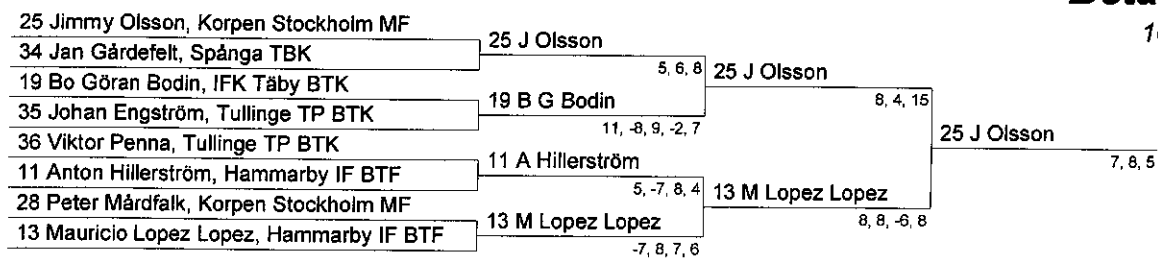 25 Jimmy Olsson, Korpen Stockholm MF
34 Jan Gårdefelt, Spånga TBK
19 Bo Göran Bodin, IFK Täby BTK
35 Johan Engström, Tullinge TP BTK
36 Viktor Penna, Tullinge TP BTK
11 Anton Hillerström, Hammarby IF BTF
28 Peter Mårdfalk, Korpen Stockholm MF
13 Mauricio Lopez Lopez, Hammarby IF BTF
25 J Olsson
5, 6, 8
19 B G Bodin
11, -8, 9, -2, 7
11 A Hillerström
5, -7, 8, 4
13 M Lopez Lopez
-7, 8, 7, 6
25 J Olsson
8, 4, 15
13 M Lopez Lopez
8, 8, -6, 8
25 J Olsson
7, 8, 5